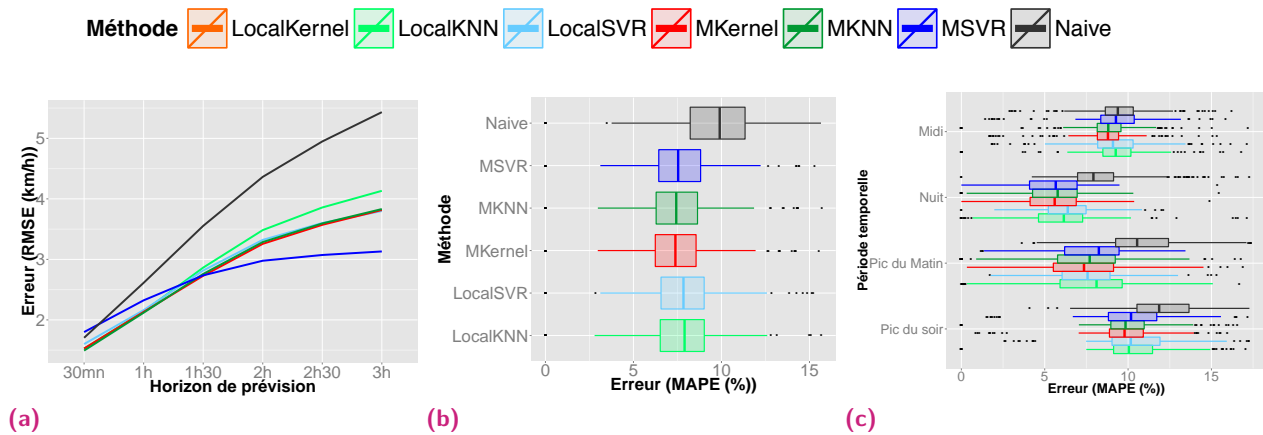 Méthode LocalKernel LocalKNN LocalSVR MKernel MKNN MSVR Naive
Erreur (RMSE (km/h))
5
4
3
2
30mn 1h 1h30 2h 2h30 3h
Horizon de prévision
(a)
Méthode
Naive
MSVR
MKNN
MKernel
LocalSVR
LocalKNN
0 5 10 15
Erreur (MAPE (%))
(b)
Période temporelle
Midi
Nuit
Pic du Matin
Pic du soir
0 5 10 15
Erreur (MAPE (%))
(c)